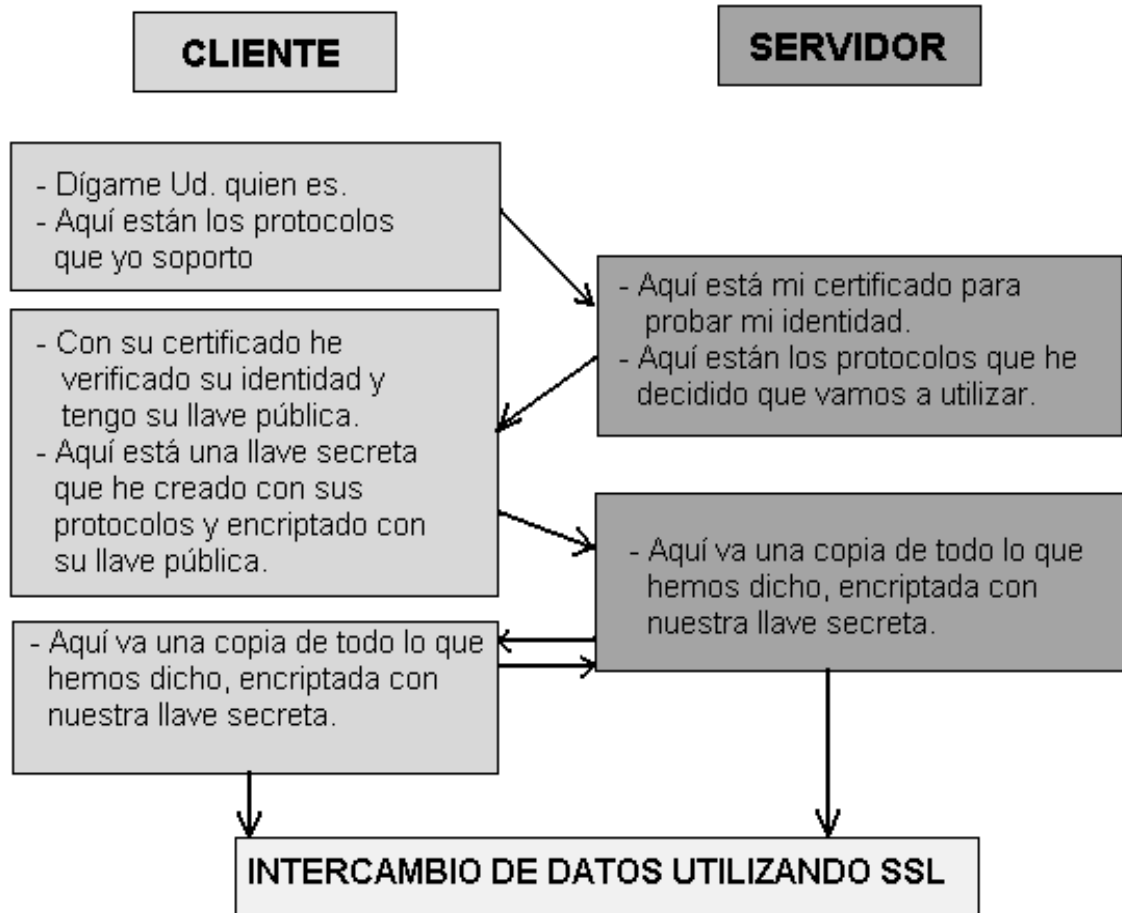 CLIENTE
SERVIDOR
- Dígame Ud. quien es.
- Aquí están los protocolos
que yo soporto
- Aquí está mi certificado para
probar mi identidad.
- Aquí están los protocolos que he
decidido que vamos a utilizar.
- Con su certificado he
verificado su identidad y
tengo su llave pública.
- Aquí está una llave secreta
que he creado con sus
protocolos y encriptado con
su llave pública.
- Aquí va una copia de todo lo que
hemos dicho, encriptada con
nuestra llave secreta.
- Aquí va una copia de todo lo que
hemos dicho, encriptada con
nuestra llave secreta.
INTERCAMBIO DE DATOS UTILIZANDO SSL